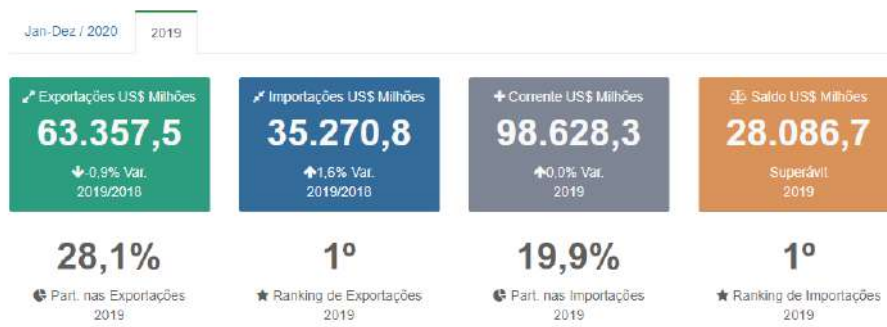 Jan-Dez / 2020
2019
Exportações US$ Milhões
63.357,5
-0,9% Var.
2019/2018
Importações US$ Milhões
35.270,8
1,6% Var.
2019/2018
Corrente US$ Milhões
98.628,3
0,0% Var.
2019
Saldo US$ Milhões
28.086,7
Superávit
2019
28,1%
Part. nas Exportações
2019
1º
Ranking de Exportações
2019
19,9%
Part. nas Importações
2019
1º
Ranking de Importações
2019